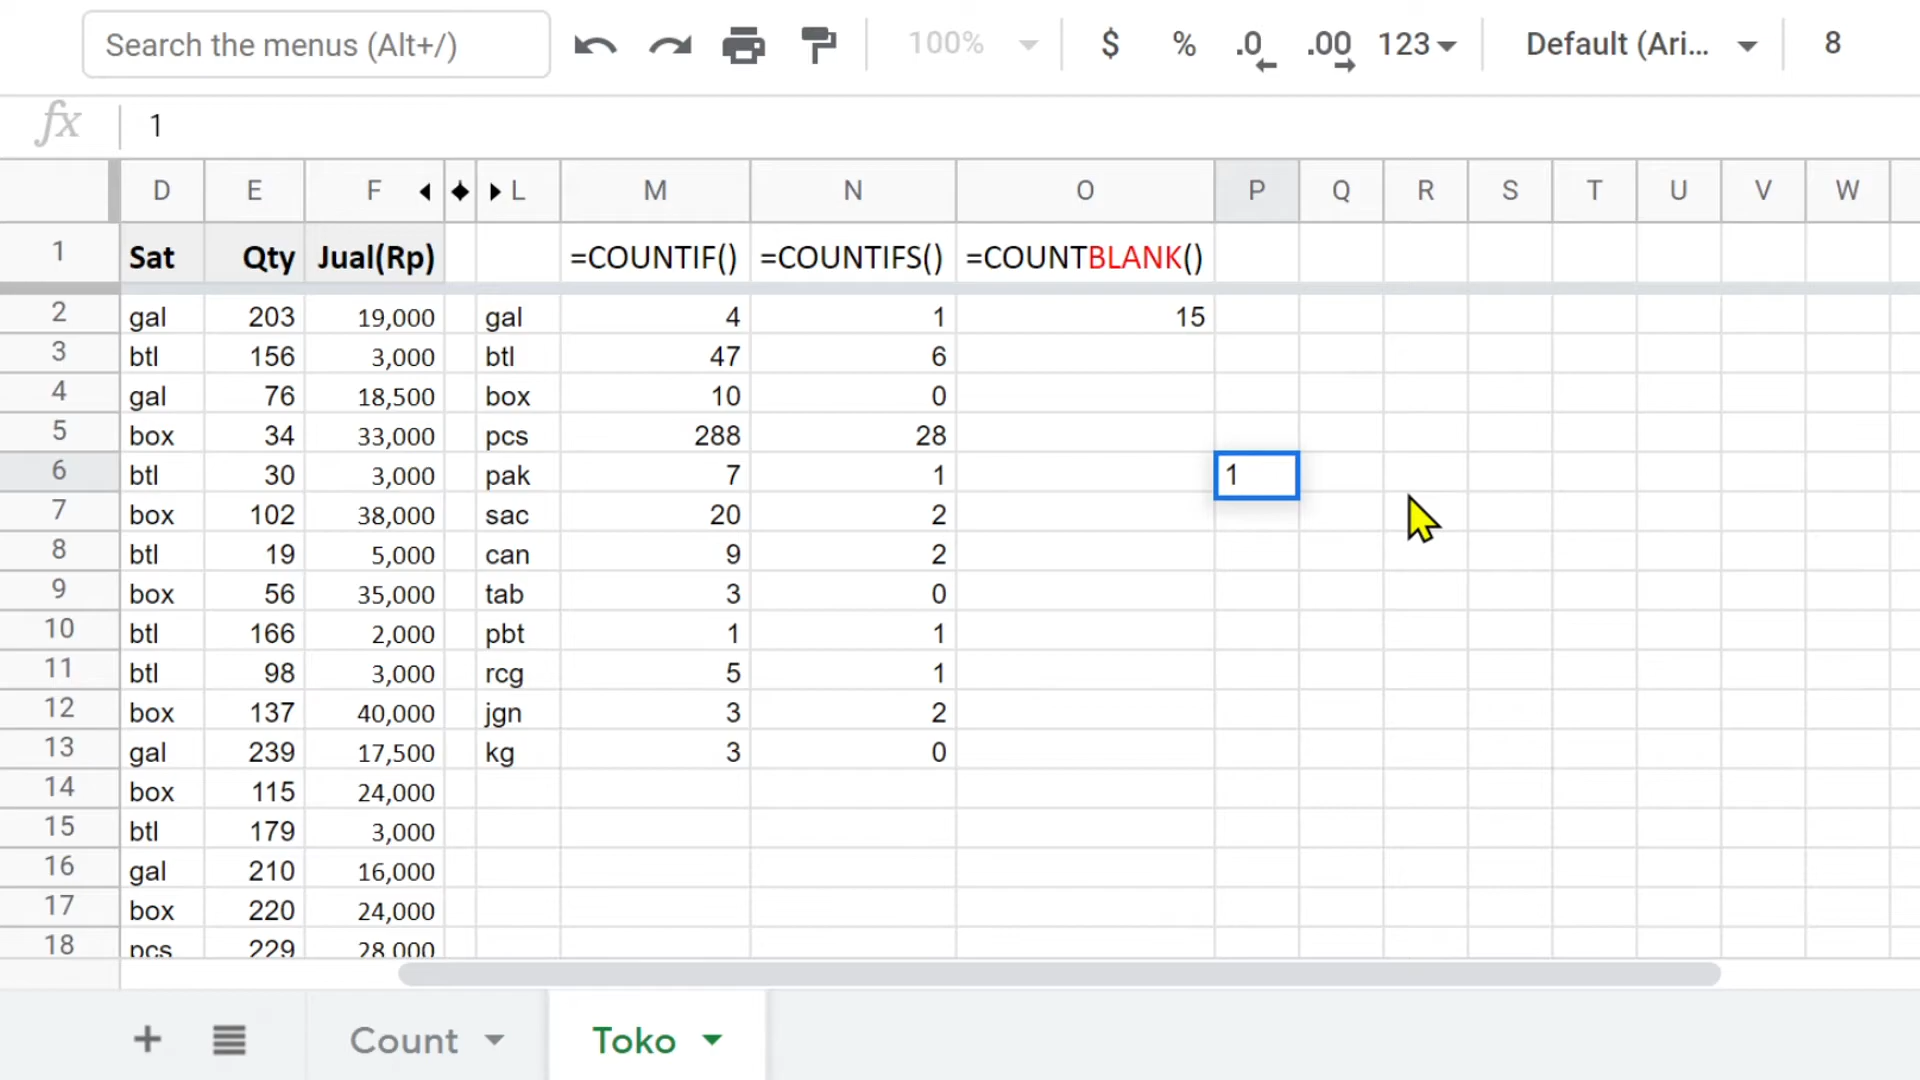 Search the menus (Alt+/) 100% $ % .0 .00 123 Default (Ari... 8
fx 1
D E F L M N O P Q R S T U V W
1 Sat Qty Jual(Rp) =COUNTIF() =COUNTIFS() =COUNTBLANK()
2 gal 203 19,000 gal 4 1 15
3 btl 156 3,000 btl 47 6
4 gal 76 18,500 box 10 0
5 box 34 33,000 pcs 288 28
6 btl 30 3,000 pak 7 1 1
7 box 102 38,000 sac 20 2
8 btl 19 5,000 can 9 2
9 box 56 35,000 tab 3 0
10 btl 166 2,000 pbt 1 1
11 btl 98 3,000 rcg 5 1
12 box 137 40,000 jgn 3 2
13 gal 239 17,500 kg 3 0
14 box 115 24,000
15 btl 179 3,000
16 gal 210 16,000
17 box 220 24,000
18 pcs 229 28,000
Count Toko